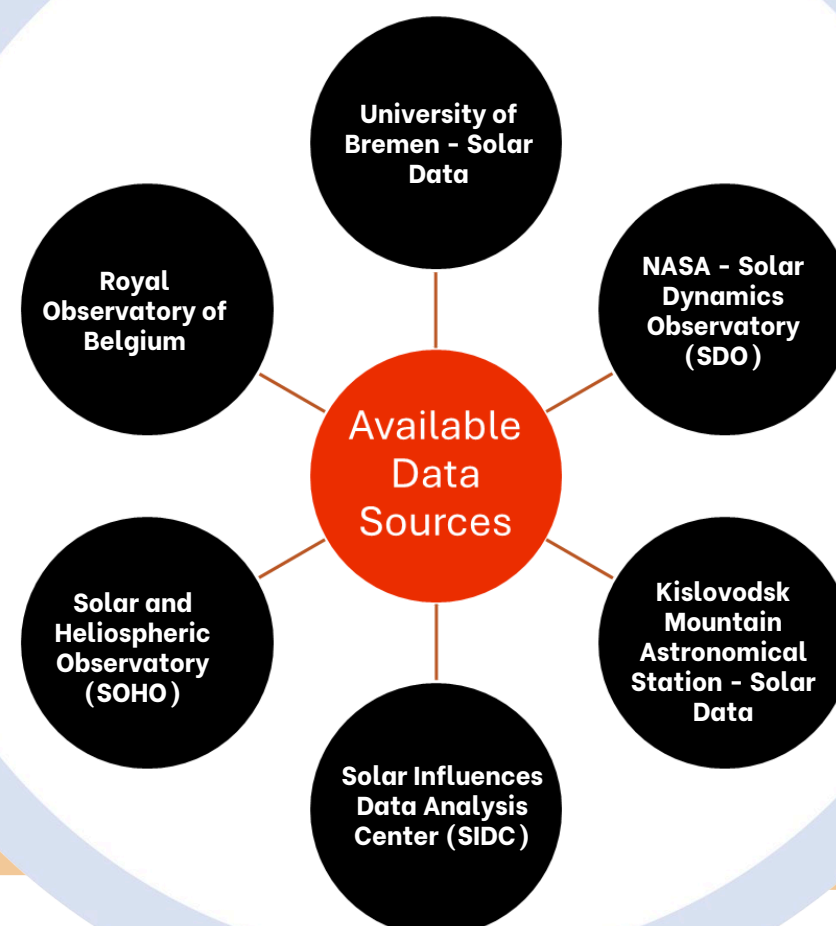 University of
Bremen - Solar
Data
NASA - Solar
Dynamics
Observatory
(SDO)
Kislovodsk
Mountain
Astronomical
Station - Solar
Data
Solar Influences
Data Analysis
Center (SIDC)
Solar and
Heliospheric
Observatory
(SOHO)
Royal
Observatory of
Belgium
Available
Data
Sources